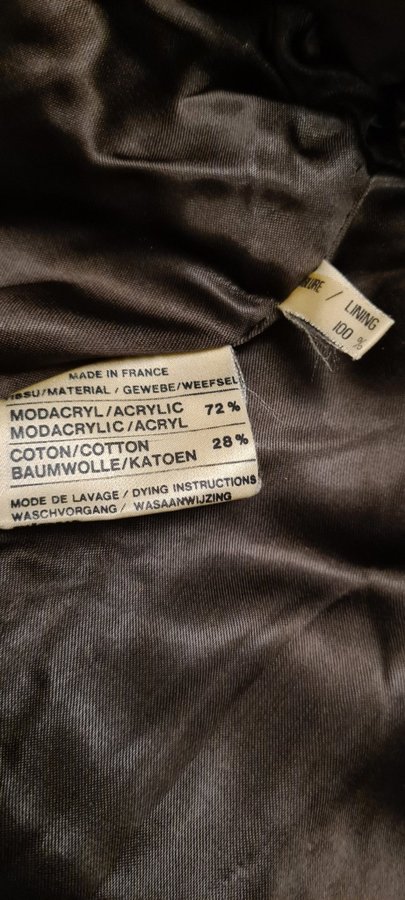 MADE IN FRANCE
/MATERIAL / GEWEBE/WEEFSEL
MODACRYL/ACRYLIC 72%
MODACRYLIC/ACRYL
COTON/COTTON 28%
BAUMWOLLE/KATOEN
MODE DE LAVAGE / DYING INSTRUCTIONS
WASCHVORGANG / WASAANWIJZING
/ LINING
100 %